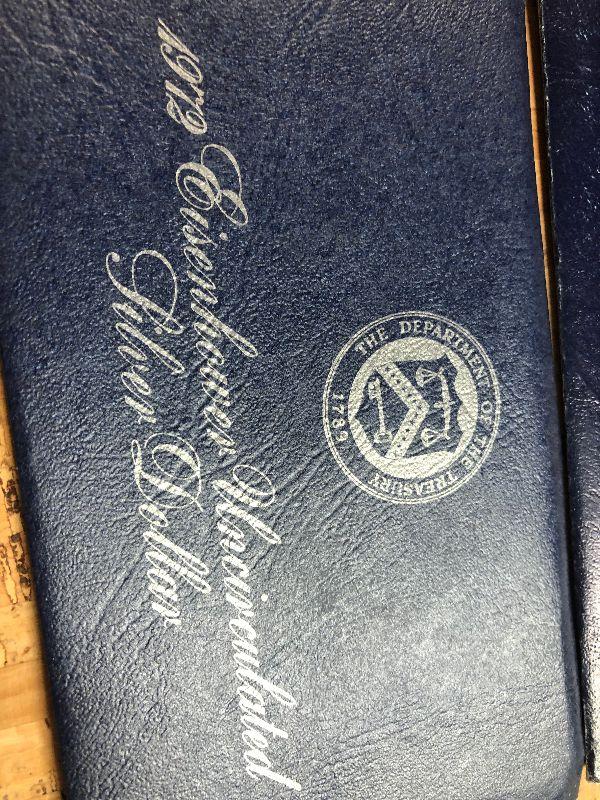 THE DEPARTMENT OF THE TREASURY
1789
1972 Eisenhower Uncirculated
Silver Dollar